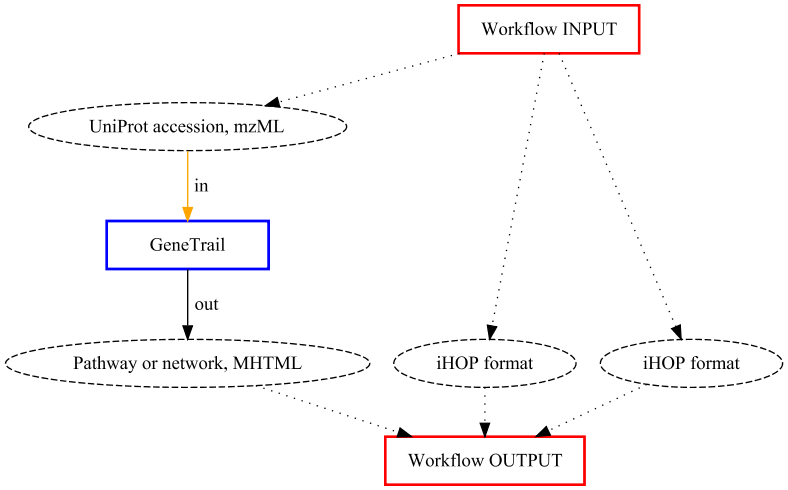 Workflow INPUT
UniProt accession, mzML
in
GeneTrail
out
Pathway or network, MHTML
iHOP format
iHOP format
Workflow OUTPUT